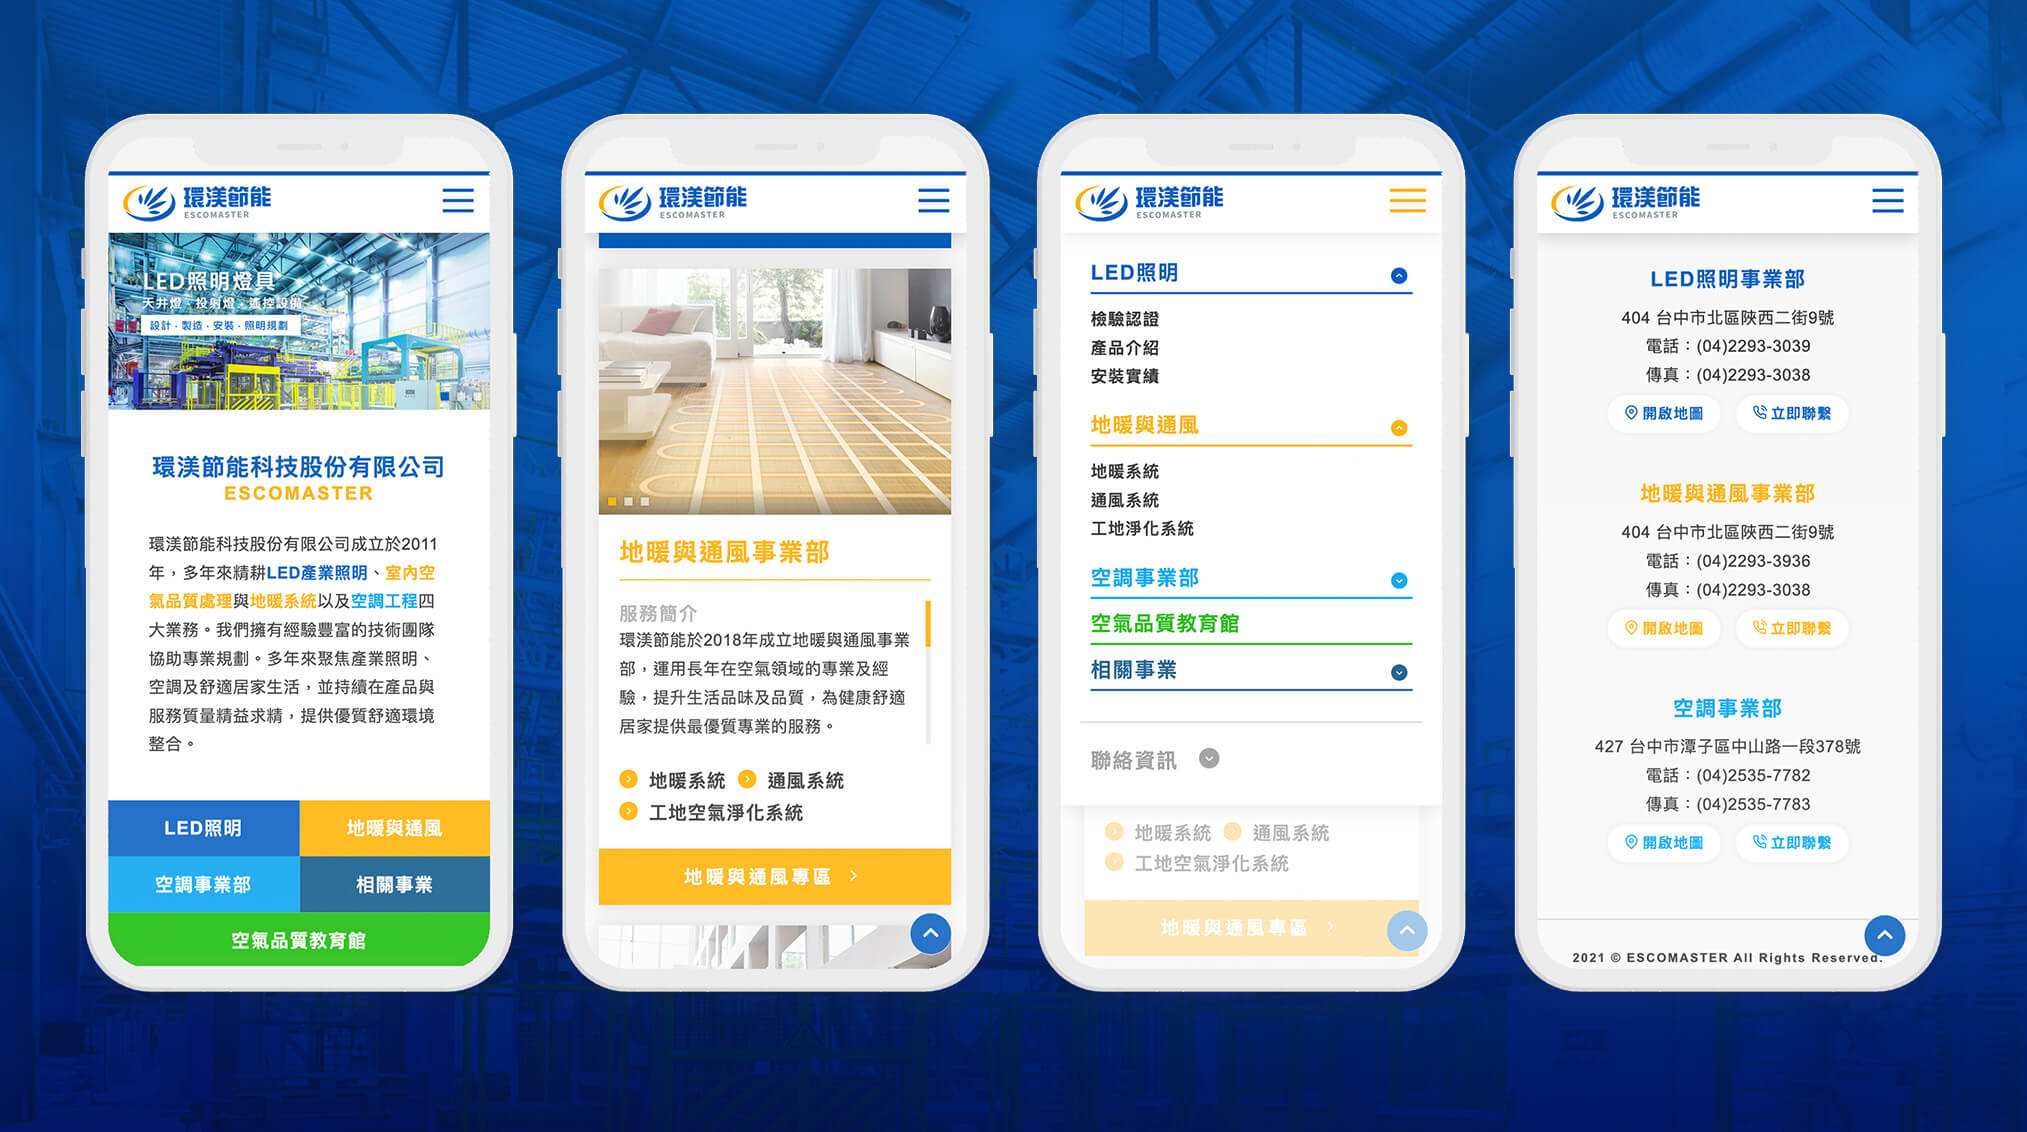 環渼節能
ESCOMASTER
LED照明燈具
天井燈．投射燈．遙控設備
設計．製造．安裝．照明規劃
環渼節能科技股份有限公司
ESCOMASTER
環渼節能科技股份有限公司成立於2011
年，多年來精耕LED產業照明、室內空
氣品質處理與地暖系統以及空調工程四
大業務。我們擁有經驗豐富的技術團隊
協助專業規劃。多年來聚焦產業照明、
空調及舒適居家生活，並持續在產品與
服務質量精益求精，提供優質舒適環境
整合。
LED照明
地暖與通風
空調事業部
相關事業
空氣品質教育館
環渼節能
ESCOMASTER
地暖與通風事業部
服務簡介
環渼節能於2018年成立地暖與通風事業
部，運用長年在空氣領域的專業及經
驗，提升生活品味及品質，為健康舒適
居家提供最優質專業的服務。
地暖系統 通風系統
工地空氣淨化系統
地暖與通風專區
環渼節能
ESCOMASTER
LED照明
檢驗認證
產品介紹
安裝實績
地暖與通風
地暖系統
通風系統
工地淨化系統
空調事業部
空氣品質教育館
相關事業
聯絡資訊
地暖系統 通風系統
工地空氣淨化系統
地暖與通風專區
環渼節能
ESCOMASTER
LED照明事業部
404 台中市北區陝西二街9號
電話：(04)2293-3039
傳真：(04)2293-3038
開啟地圖 立即聯繫
地暖與通風事業部
404 台中市北區陝西二街9號
電話：(04)2293-3936
傳真：(04)2293-3038
開啟地圖 立即聯繫
空調事業部
427 台中市潭子區中山路一段378號
電話：(04)2535-7782
傳真：(04)2535-7783
開啟地圖 立即聯繫
2021 © ESCOMASTER All Rights Reserved.